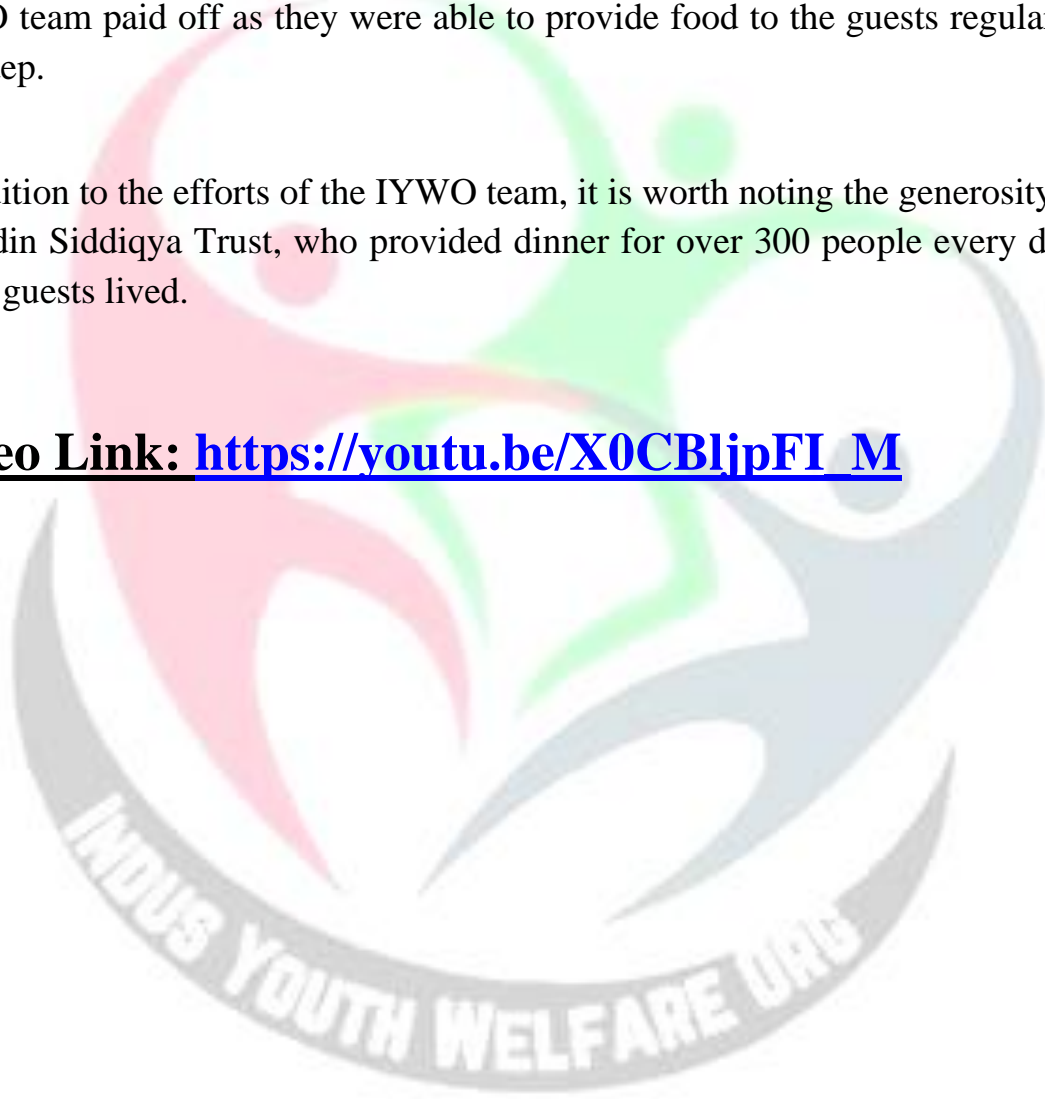 O team paid off as they were able to provide food to the guests regular
ep.
dition to the efforts of the IYWO team, it is worth noting the generosity
din Siddiqya Trust, who provided dinner for over 300 people every d
guests lived.
eo Link: https://youtu.be/X0CBljpFI_M
INDUS YOUTH WELFARE ORG